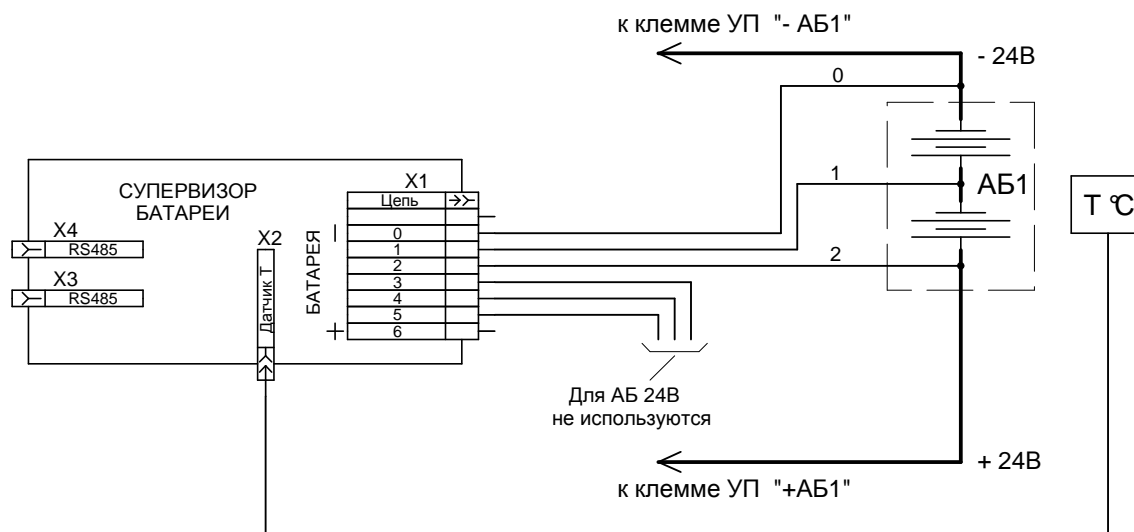 к клемме УП "- АБ1"
- 24В
0
1
АБ1
2
T °C
СУПЕРВИЗОР
БАТАРЕИ
X4
RS485
X3
RS485
X2
Датчик Т
БАТАРЕЯ
X1
Цепь
0
1
2
3
4
5
6
Для АБ 24В
не используются
+ 24В
к клемме УП "+АБ1"